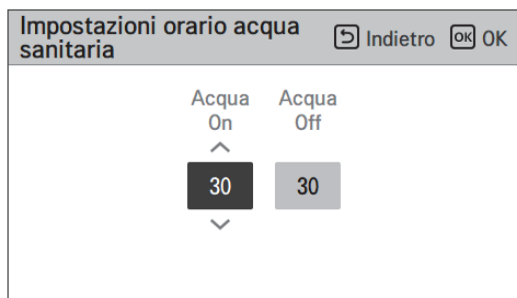 Impostazioni orario acqua
sanitaria
Indietro OK OK
Acqua Acqua
On Off
30 30